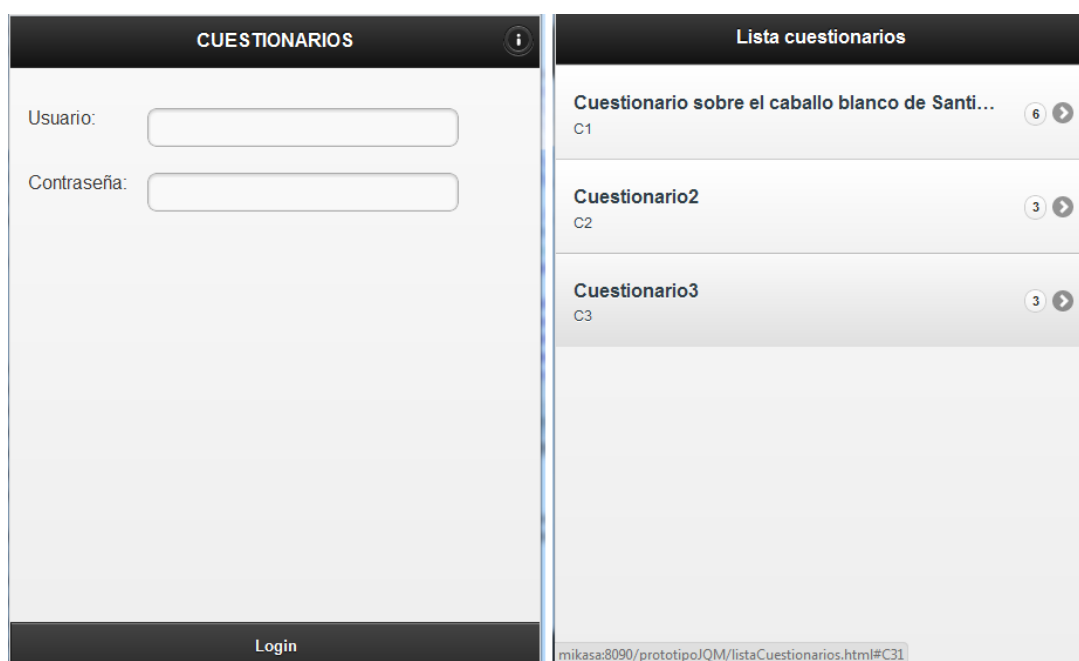 CUESTIONARIOS
Usuario:
Contraseña:
Login
Lista cuestionarios
Cuestionario sobre el caballo blanco de Santi...
C1
6
Cuestionario2
C2
3
Cuestionario3
C3
3
mikasa:8090/prototipoJQM/listaCuestionarios.html#C31